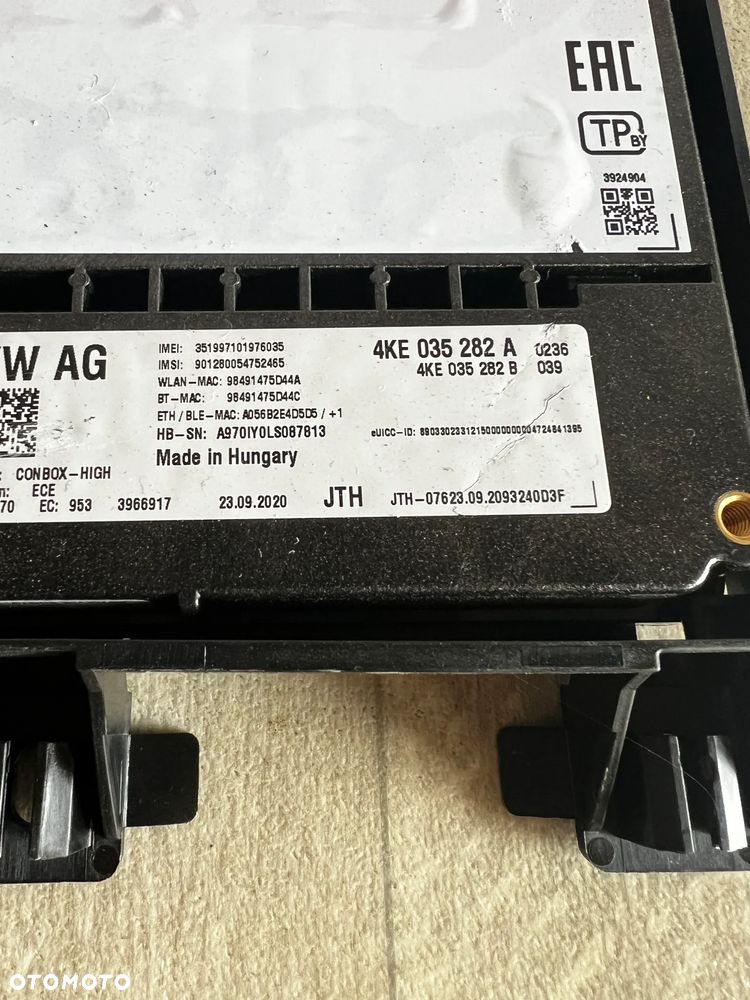 EAC
TP BY
3924904
W AG
IMEI: 351997101976035
IMSI: 901280054752465
WLAN-MAC: 98491475D44A
BT-MAC: 98491475D44C
ETH / BLE-MAC: A056B2E4D5D5 / +1
HB-SN: A970IY0LS087813
Made in Hungary
4KE 035 282 A 0236
4KE 035 282 B 039
eUICC-ID: 89033023312150000000004724841395
: CONBOX-HIGH
n: ECE
70 EC: 953 3966917 23.09.2020 JTH JTH-07623.09.2093240D3F
OTOMOTO